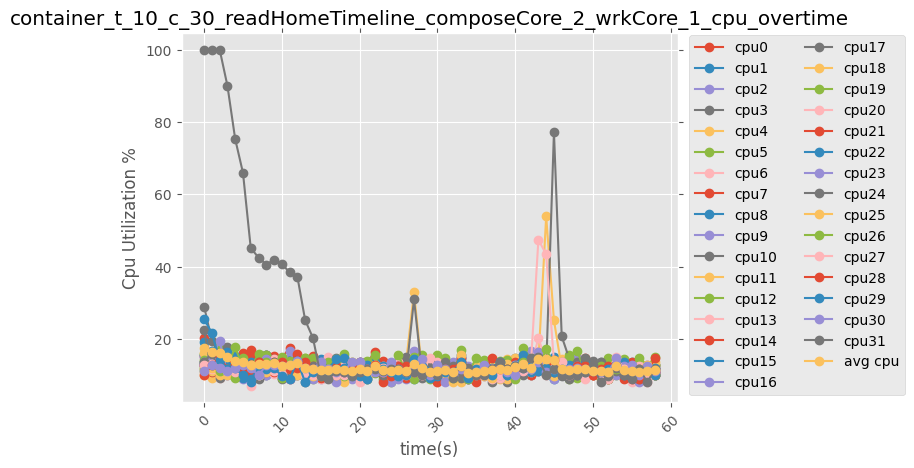 container_t_10_c_30_readHomeTimeline_composeCore_2_wrkCore_1_cpu_overtime
100
80
60
40
20
Cpu Utilization %
0
10
20
30
40
50
60
time(s)
cpu0
cpu1
cpu2
cpu3
cpu4
cpu5
cpu6
cpu7
cpu8
cpu9
cpu10
cpu11
cpu12
cpu13
cpu14
cpu15
cpu16
cpu17
cpu18
cpu19
cpu20
cpu21
cpu22
cpu23
cpu24
cpu25
cpu26
cpu27
cpu28
cpu29
cpu30
cpu31
avg cpu